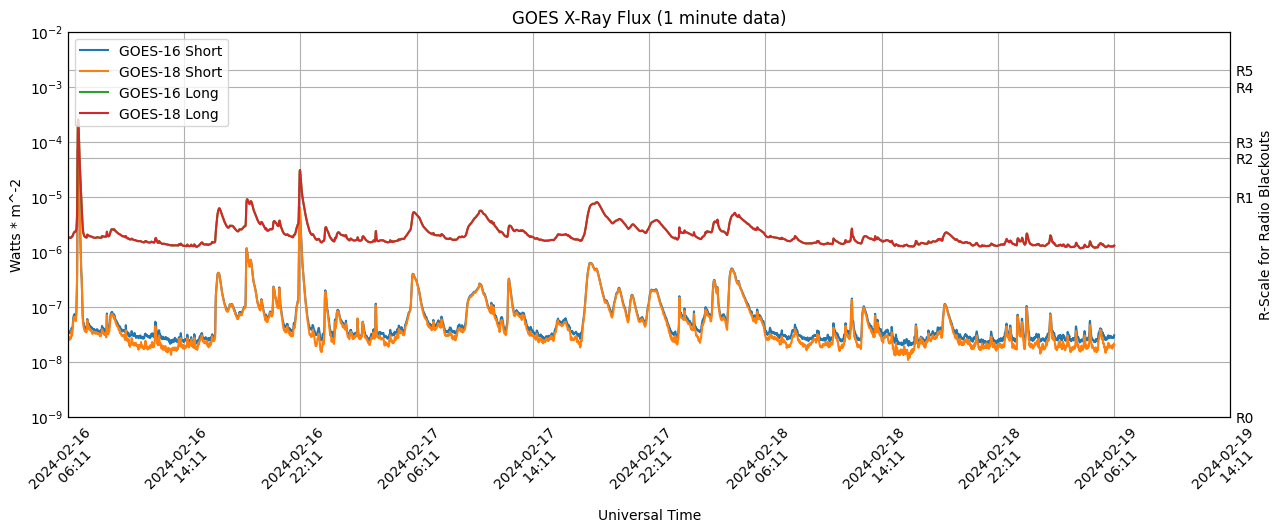 GOES X-Ray Flux (1 minute data)
GOES-16 Short
GOES-18 Short
GOES-16 Long
GOES-18 Long
10^-2
10^-3
10^-4
10^-5
10^-6
10^-7
10^-8
10^-9
Watts * m^-2
R5
R4
R3
R2
R1
R0
R-Scale for Radio Blackouts
2024-02-16
06:11
2024-02-16
14:11
2024-02-16
22:11
2024-02-17
06:11
2024-02-17
14:11
2024-02-17
22:11
2024-02-18
06:11
2024-02-18
14:11
2024-02-18
22:11
2024-02-19
06:11
2024-02-19
14:11
Universal Time